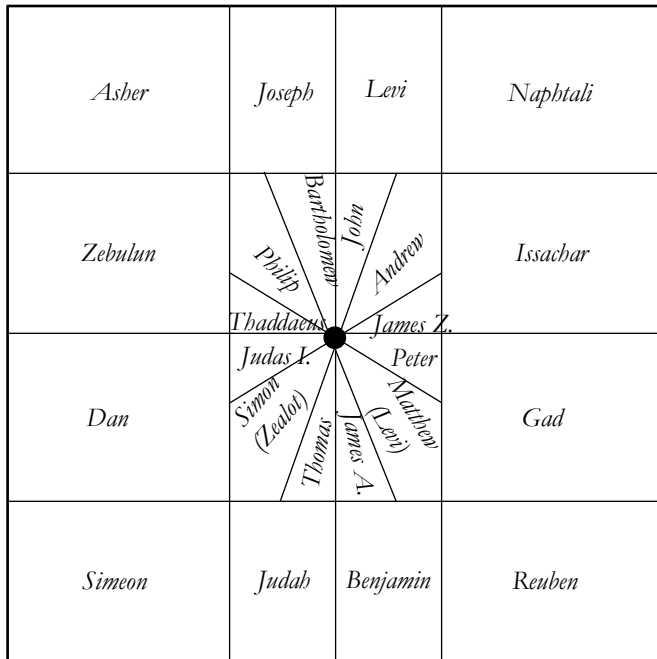 Asher
Joseph
Levi
Naphtali
Zebulun
Philip
Bartholomew
John
Andrew
Issachar
Thaddaeus
James Z.
Judas I.
Peter
Dan
Simon
(Zealot)
Thomas
James A.
Matthew
(Levi)
Gad
Simeon
Judah
Benjamin
Reuben